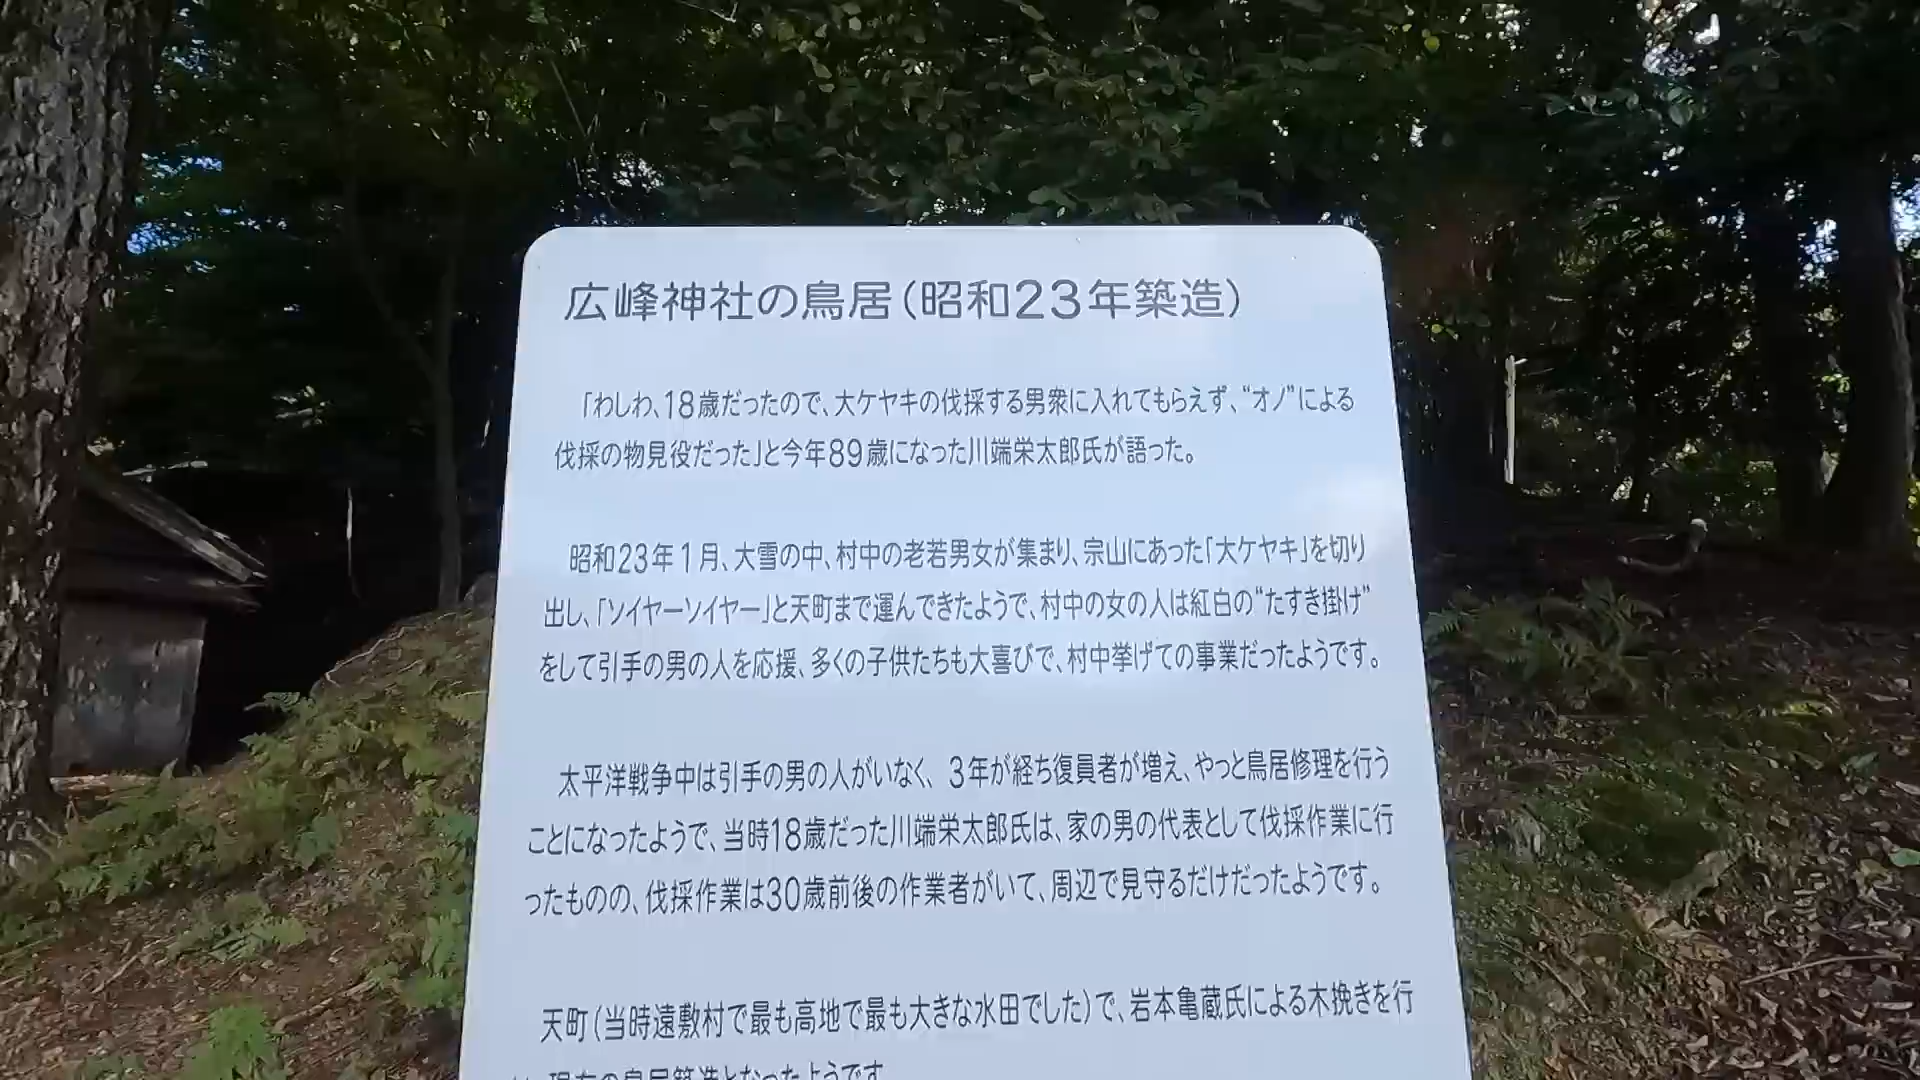 広峰神社の鳥居(昭和23年築造)
「わしわ、18歳だったので、大ケヤキの伐採する男衆に入れてもらえず、“オノ”による
伐採の物見役だった」と今年89歳になった川端栄太郎氏が語った。
昭和23年1月、大雪の中、村中の老若男女が集まり、宗山にあった「大ケヤキ」を切り
出し、「ソイヤーソイヤー」と天町まで運んできたようで、村中の女の人は紅白の“たすき掛け”
をして引手の男の人を応援、多くの子供たちも大喜びで、村中挙げての事業だったようです。
太平洋戦争中は引手の男の人がいなく、3年が経ち復員者が増え、やっと鳥居修理を行う
ことになったようで、当時18歳だった川端栄太郎氏は、家の男の代表として伐採作業に行
ったものの、伐採作業は30歳前後の作業者がいて、周辺で見守るだけだったようです。
天町(当時遠敷村で最も高地で最も大きな水田でした)で、岩本亀蔵氏による木挽きを行
現在の鳥居築造となったようです